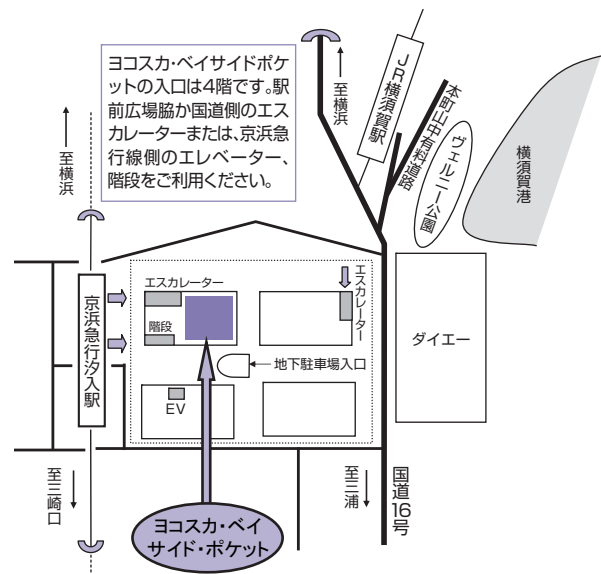 ヨコスカ・ベイサイドポケ
ットの入口は4階です。駅
前広場脇か国道側のエス
カレーターまたは、京浜急
行線側のエレベーター、
階段をご利用ください。
至横浜
至横浜
JR横須賀駅
本町山中有料道路
ヴェルニー公園
横須賀港
エスカレーター
エスカレーター
階段
京浜急行汐入駅
地下駐車場入口
ダイエー
EV
至三崎口
至三浦
国道16号
ヨコスカ・ベイ
サイド・ポケット